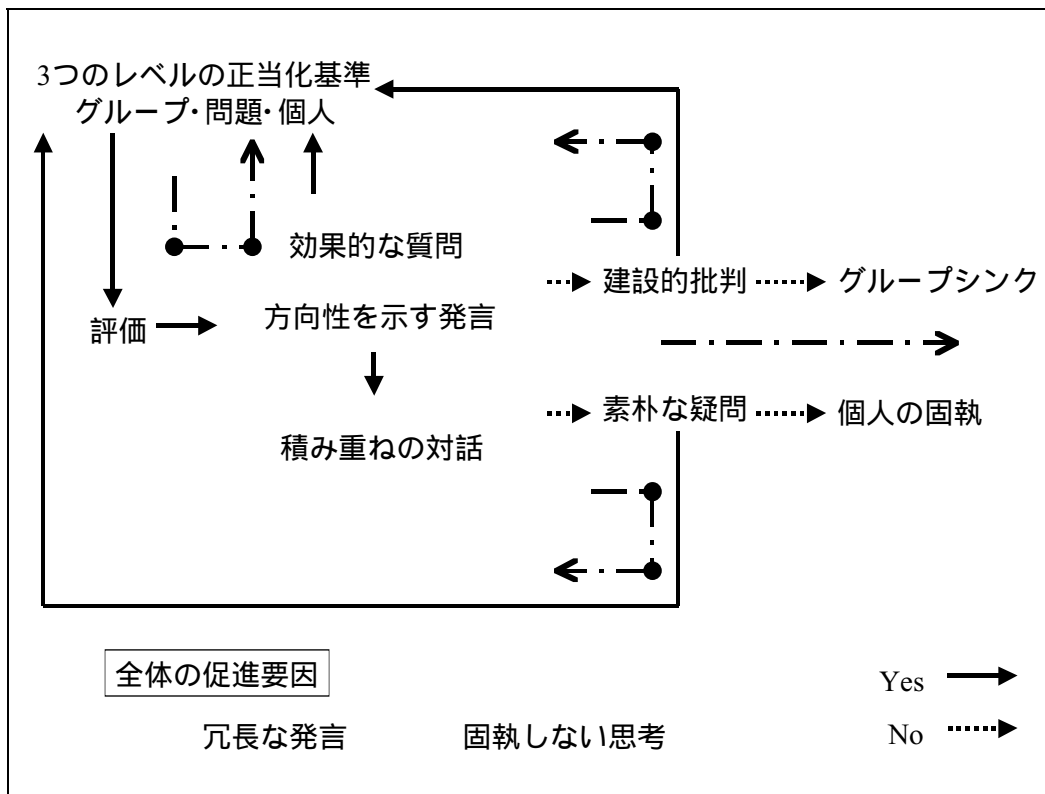 3つのレベルの正当化基準
グループ・問題・個人
効果的な質問
建設的批判
グループシンク
評価
方向性を示す発言
素朴な疑問
個人の固執
積み重ねの対話
全体の促進要因
Yes
冗長な発言
固執しない思考
No